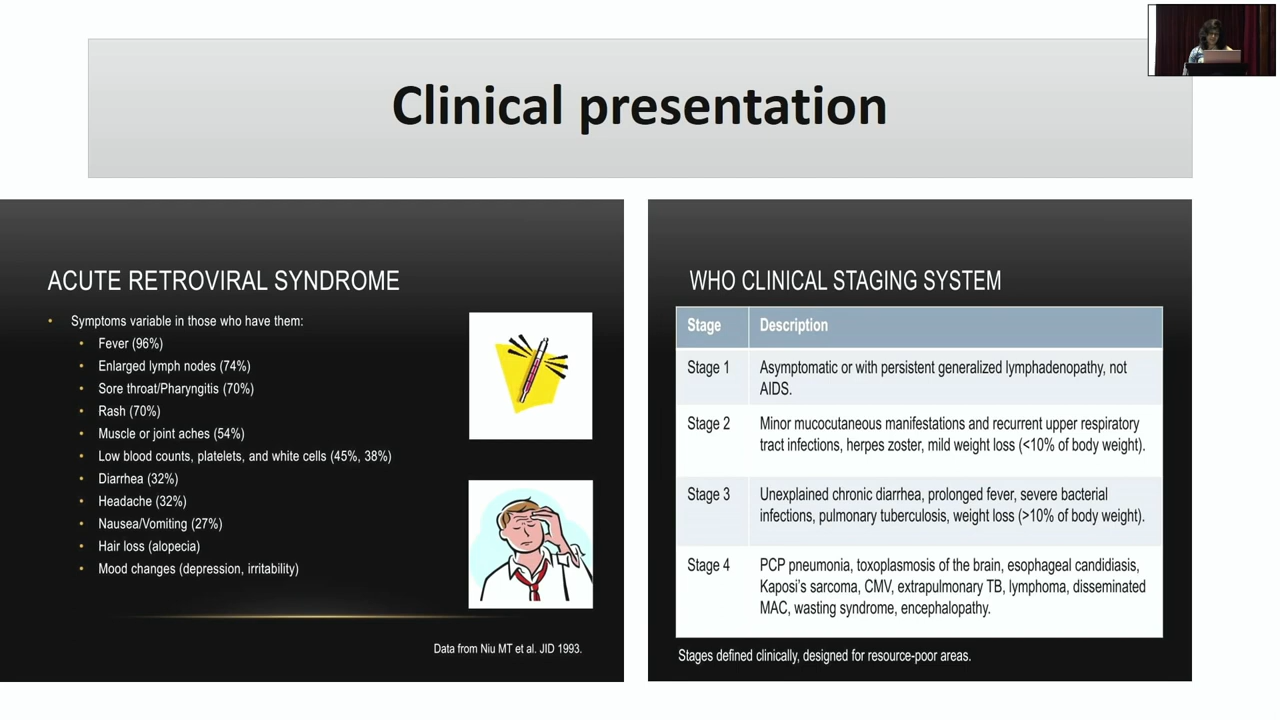 Clinical presentation
ACUTE RETROVIRAL SYNDROME
• Symptoms variable in those who have them:
• Fever (96%)
• Enlarged lymph nodes (74%)
• Sore throat/Pharyngitis (70%)
• Rash (70%)
• Muscle or joint aches (54%)
• Low blood counts, platelets, and white cells (45%, 38%)
• Diarrhea (32%)
• Headache (32%)
• Nausea/Vomiting (27%)
• Hair loss (alopecia)
• Mood changes (depression, irritability)
Data from Niu MT et al. JID 1993.
WHO CLINICAL STAGING SYSTEM
Stage Description
Stage 1 Asymptomatic or with persistent generalized lymphadenopathy, not
AIDS.
Stage 2 Minor mucocutaneous manifestations and recurrent upper respiratory
tract infections, herpes zoster, mild weight loss (<10% of body weight).
Stage 3 Unexplained chronic diarrhea, prolonged fever, severe bacterial
infections, pulmonary tuberculosis, weight loss (>10% of body weight).
Stage 4 PCP pneumonia, toxoplasmosis of the brain, esophageal candidiasis,
Kaposi's sarcoma, CMV, extrapulmonary TB, lymphoma, disseminated
MAC, wasting syndrome, encephalopathy.
Stages defined clinically, designed for resource-poor areas.